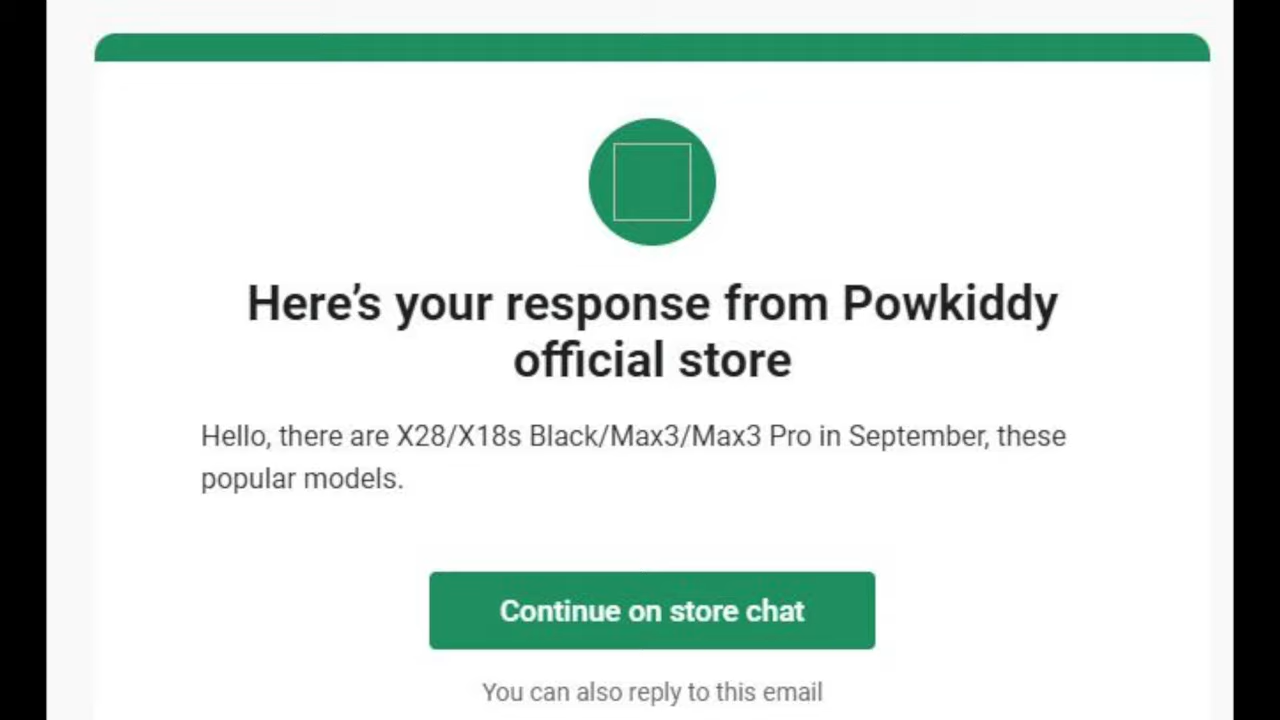 Here’s your response from Powkiddy
official store
Hello, there are X28/X18s Black/Max3/Max3 Pro in September, these
popular models.
Continue on store chat
You can also reply to this email